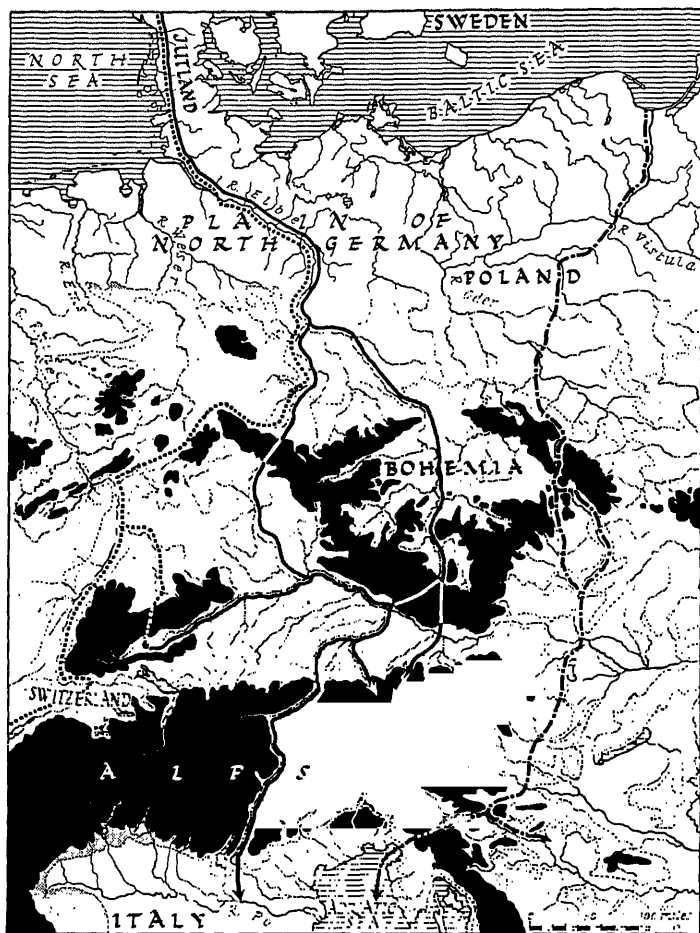 SWEDEN
NORTH
SEA
JUTLAND
BALTIC SEA
R. Elbe
PLAIN OF
NORTH GERMANY
R. Weser
R. Vistula
POLAND
R. Oder
R. Ems
BOHEMIA
SWITZERLAND
ALPS
ITALY
R. Po